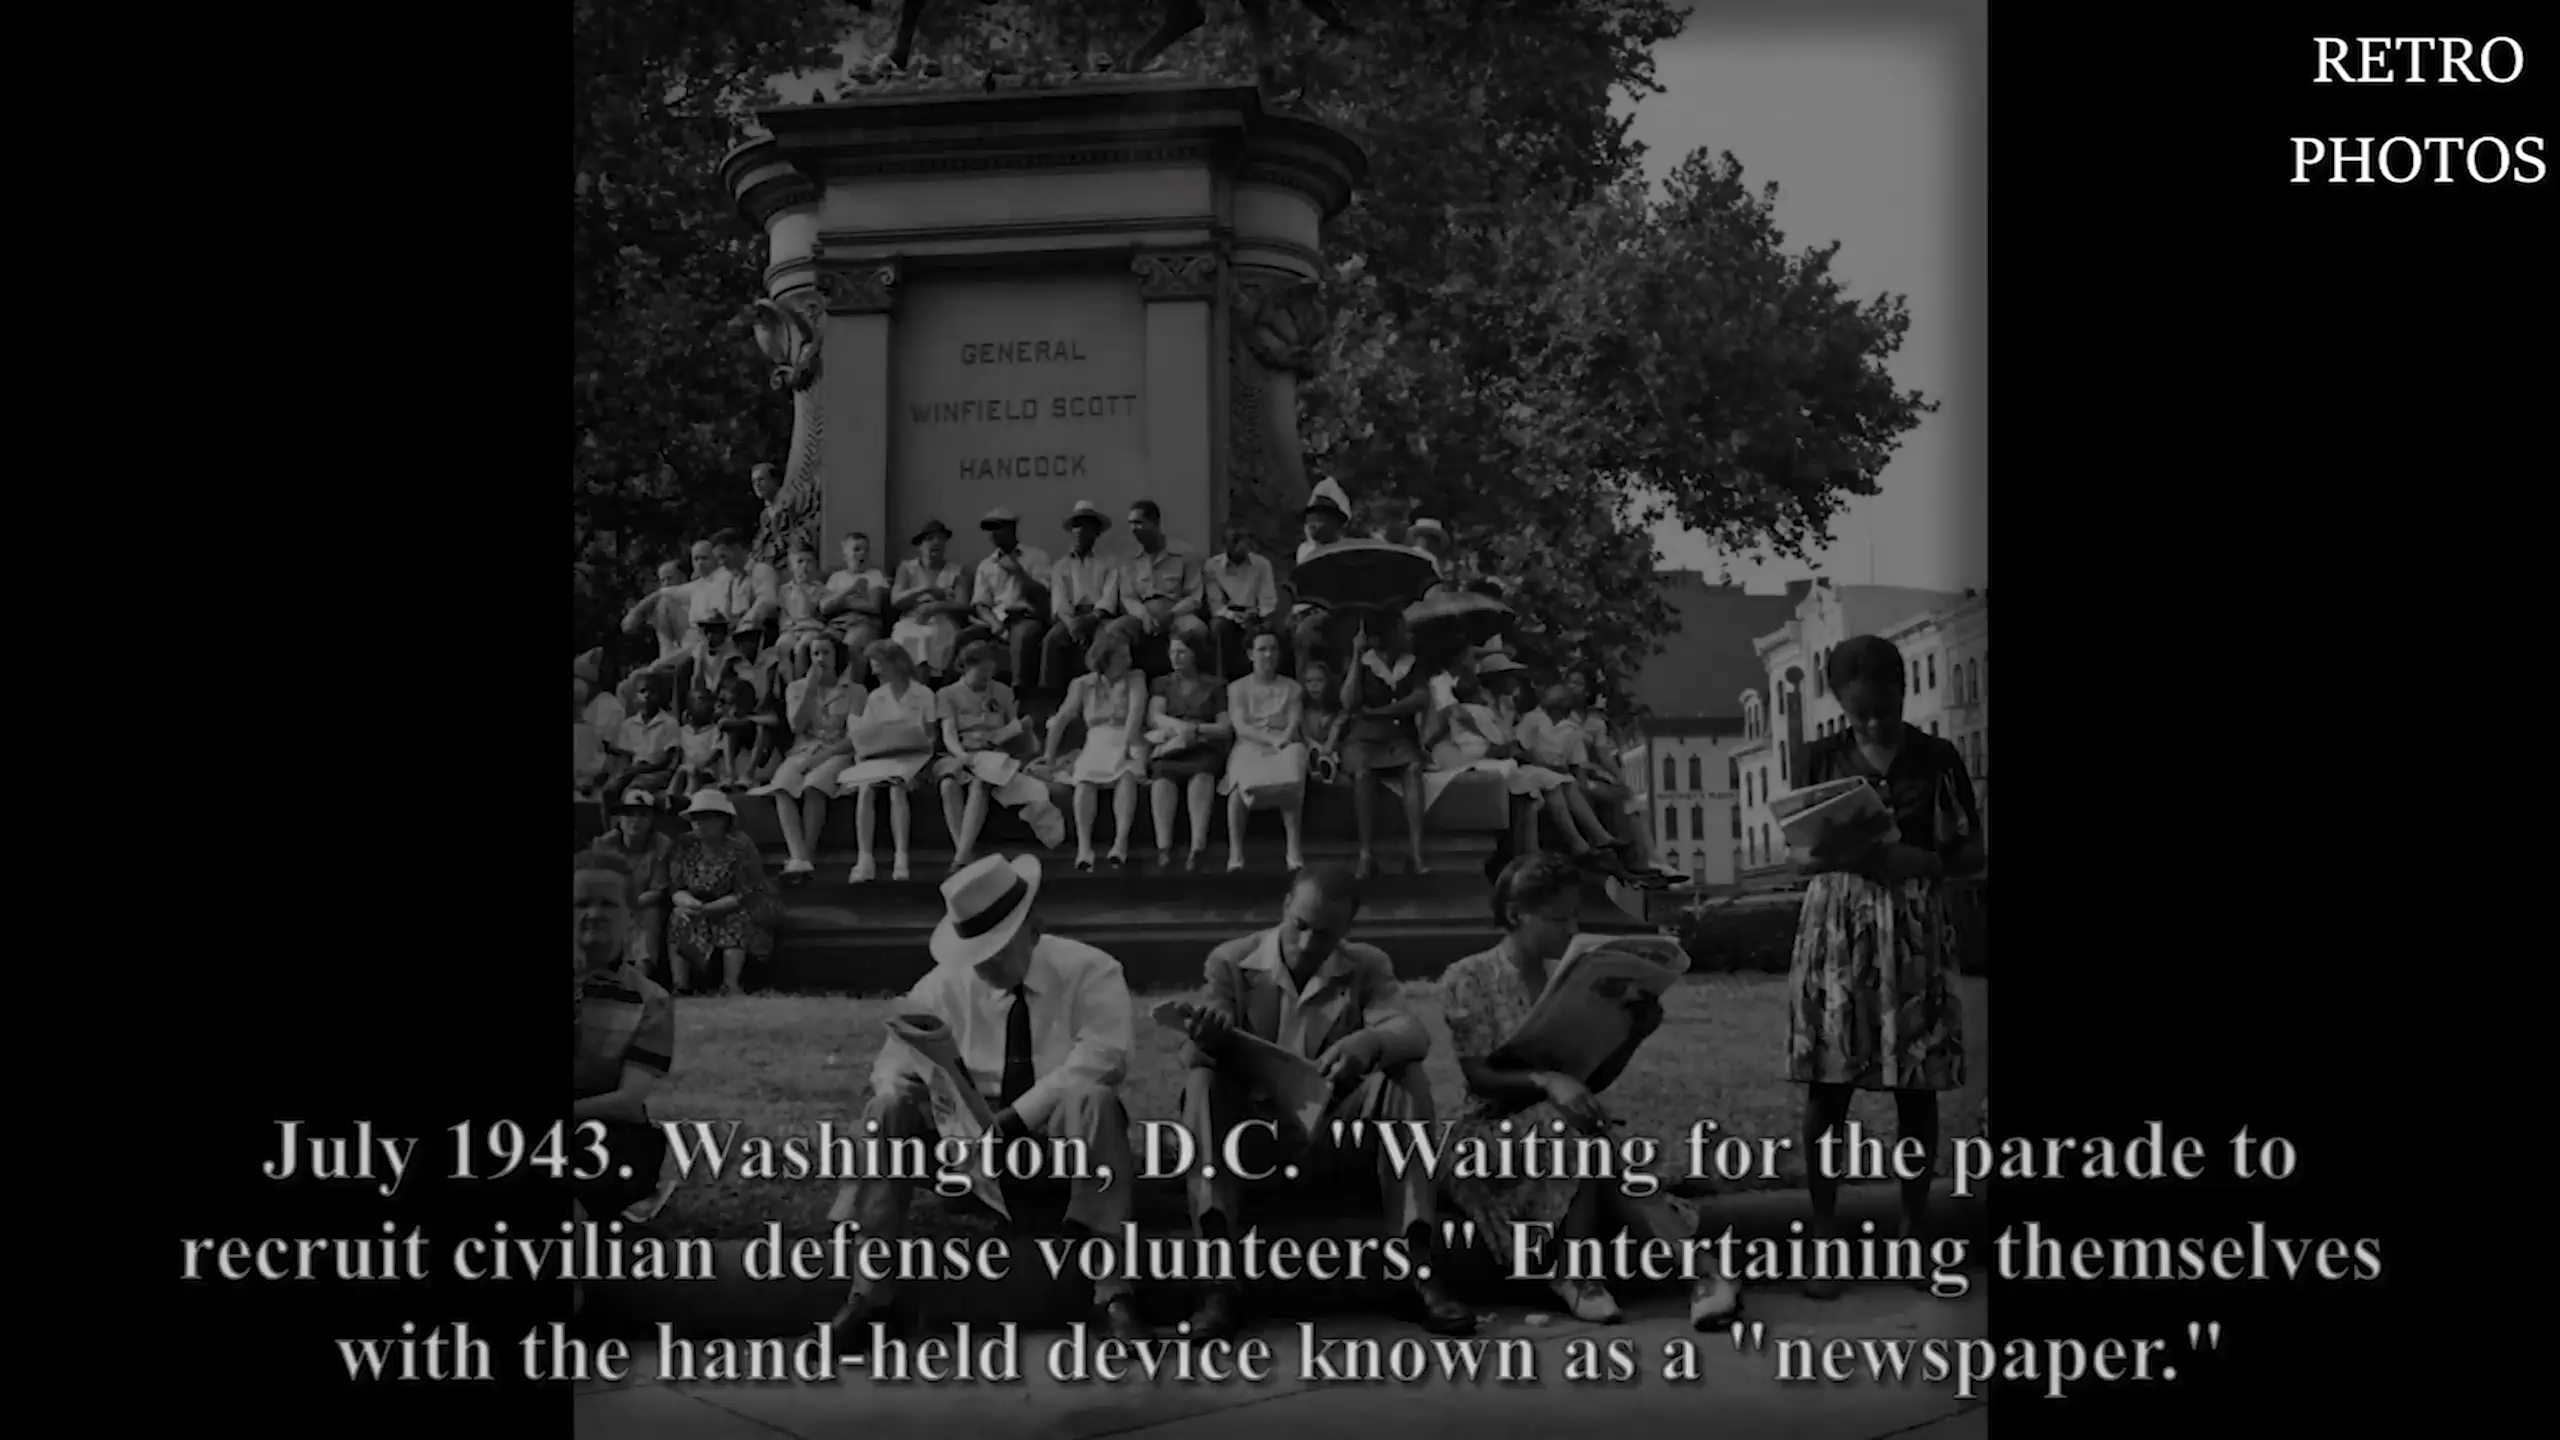 RETRO
PHOTOS
GENERAL
WINFIELD SCOTT
HANCOCK
July 1943. Washington, D.C. "Waiting for the parade to
recruit civilian defense volunteers." Entertaining themselves
with the hand-held device known as a "newspaper."